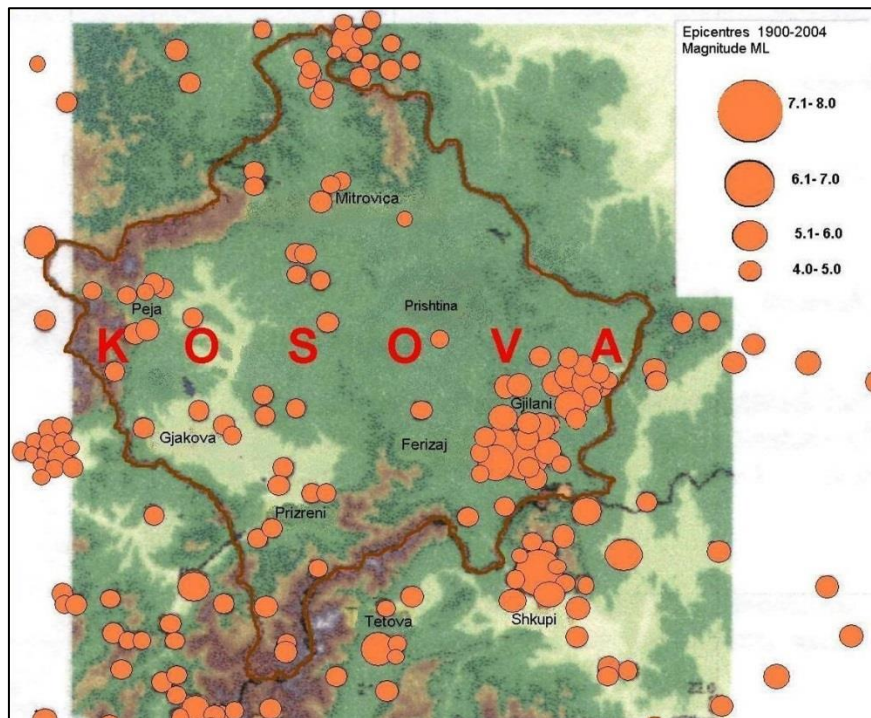 Epicentres 1900-2004
Magnitude ML
7.1- 8.0
6.1- 7.0
5.1- 6.0
4.0- 5.0
Mitrovica
Peja
Prishtina
K O S O V A
Gjilani
Gjakova
Ferizaj
Prizreni
Tetova
Shkupi